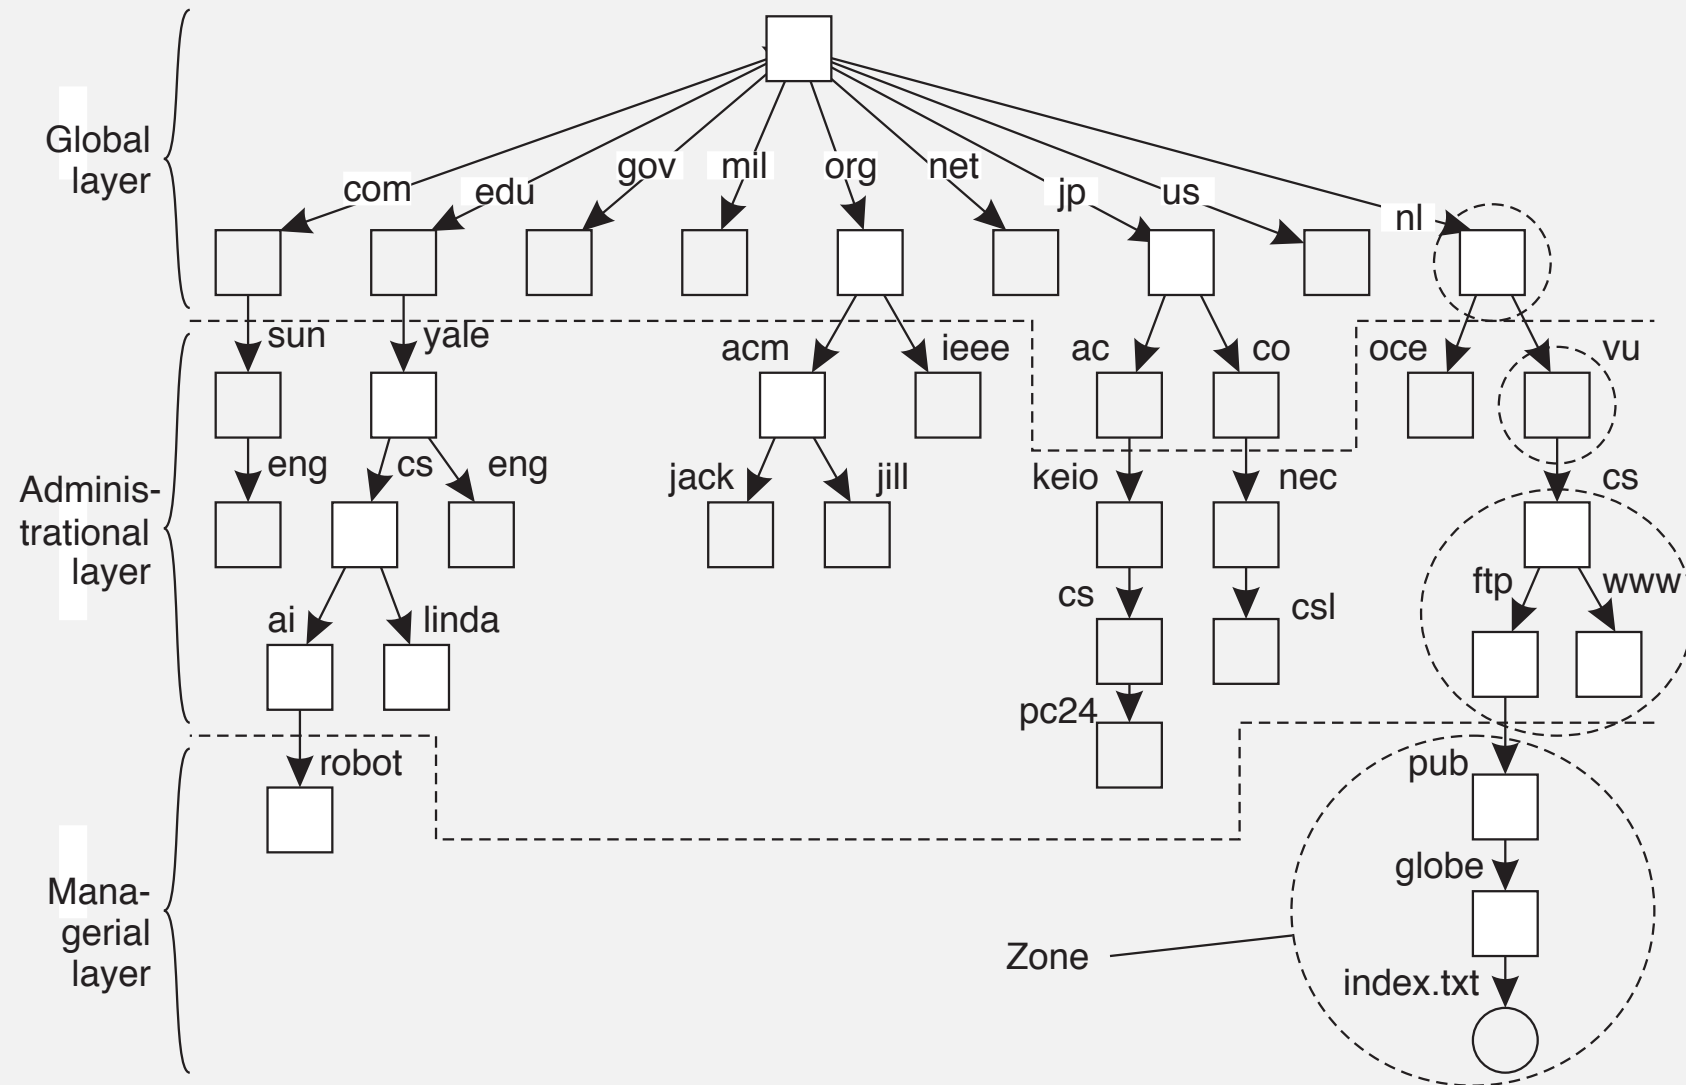 Global
layer
com
edu
gov
mil
org
net
jp
us
nl
sun
yale
acm
ieee
ac
co
oce
vu
Adminis-
trational
layer
eng
cs
eng
jack
jill
keio
nec
cs
ai
linda
cs
csl
ftp
www
pc24
Mana-
gerial
layer
robot
pub
globe
Zone
index.txt